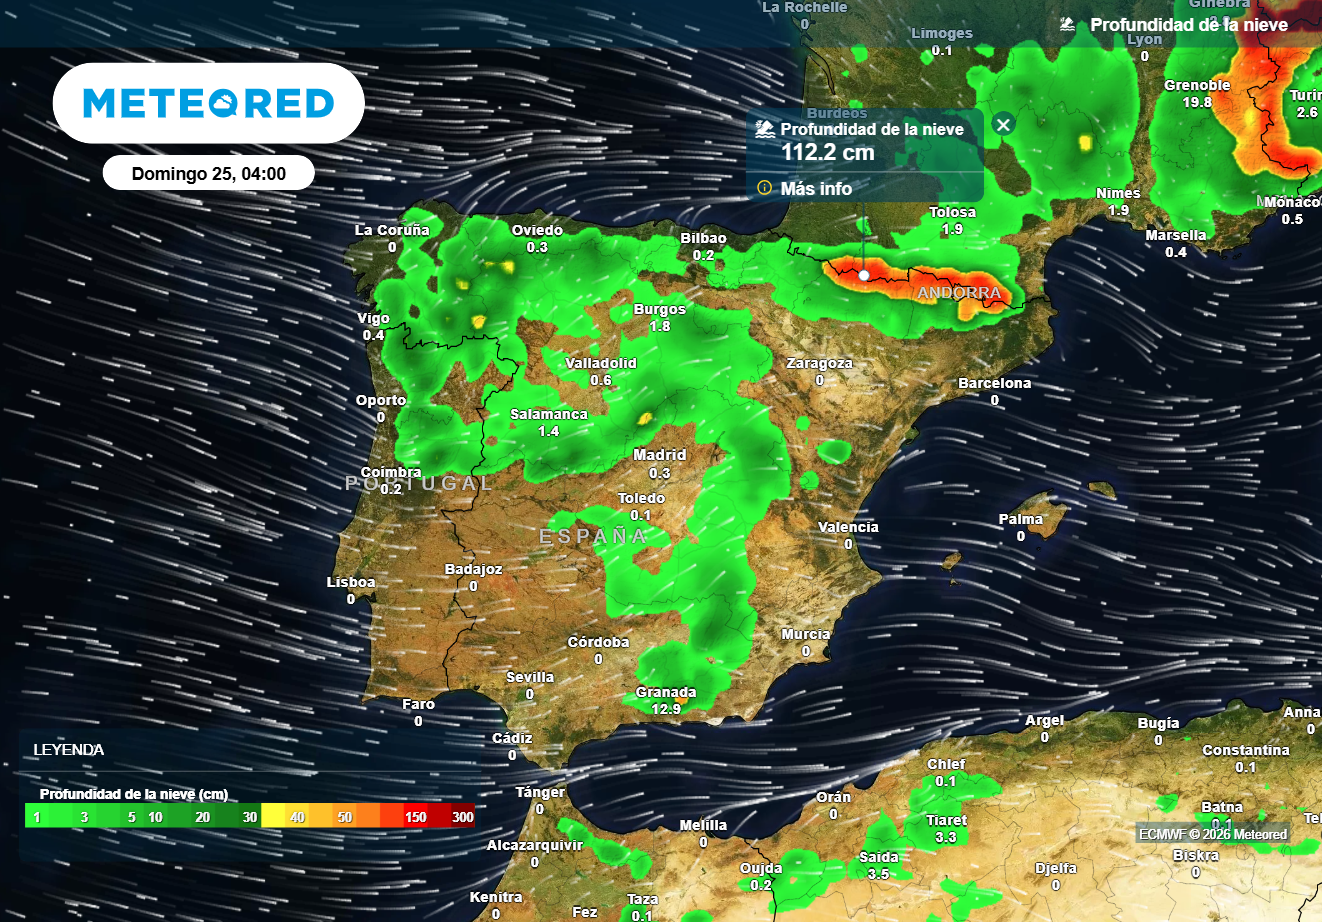 La Rochelle
0
Ginebra
Profundidad de la nieve
Limoges
0.1
Lyon
0
METEORED
Grenoble
19.8
Turín
2.6
Burdeos
Profundidad de la nieve
112.2 cm
Más info
Domingo 25, 04:00
Nimes
1.9
Mónaco
0.5
Tolosa
1.9
Marsella
0.4
La Coruña
0
Oviedo
0.3
Bilbao
0.2
ANDORRA
Vigo
0.4
Burgos
1.8
Valladolid
0.6
Zaragoza
0
Barcelona
0
Oporto
0
Salamanca
1.4
Madrid
0.3
Coimbra
0.2
PORTUGAL
Toledo
0.1
ESPAÑA
Valencia
0
Palma
0
Badajoz
0
Lisboa
0
Córdoba
0
Murcia
0
Sevilla
0
Granada
12.9
Faro
0
Cádiz
0
Argel
0
Bugía
0
Anna
0
Constantina
0.1
LEYENDA
Profundidad de la nieve (cm)
1 3 5 10 20 30 40 50 150 300
Chlef
0.1
Tánger
0
Orán
0
Melilla
0
Tiaret
3.3
Batna
0.1
ECMWF © 2026 Meteored
Alcazarquivir
0
Oujda
0.2
Saida
3.5
Djelfa
0
Biskra
0
Kenitra
0
Fez
Taza
0.1